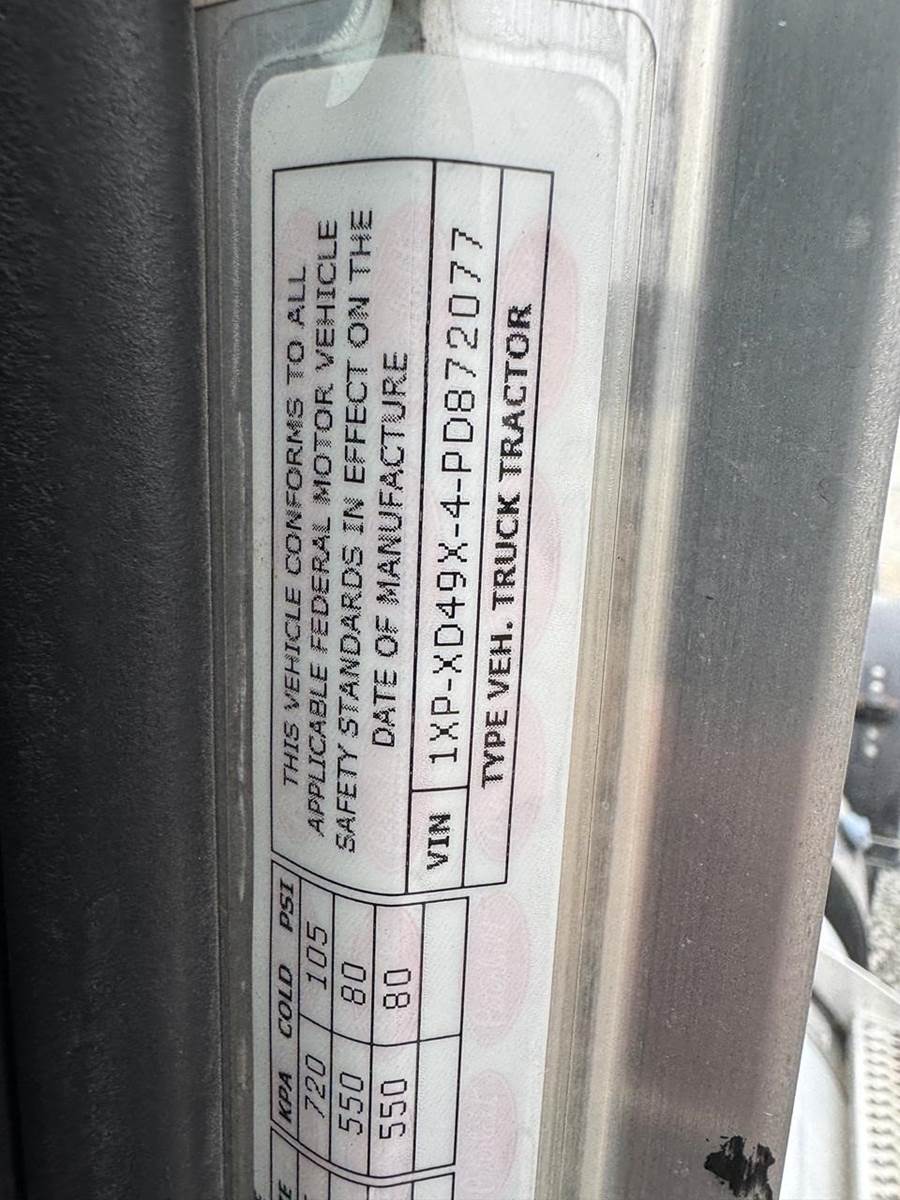 THIS VEHICLE CONFORMS TO ALL
APPLICABLE FEDERAL MOTOR VEHICLE
SAFETY STANDARDS IN EFFECT ON THE
DATE OF MANUFACTURE
VIN 1XP-XD49X-4-PD872077
TYPE VEH. TRUCK TRACTOR
KPA COLD PSI
720 105
550 80
550 80